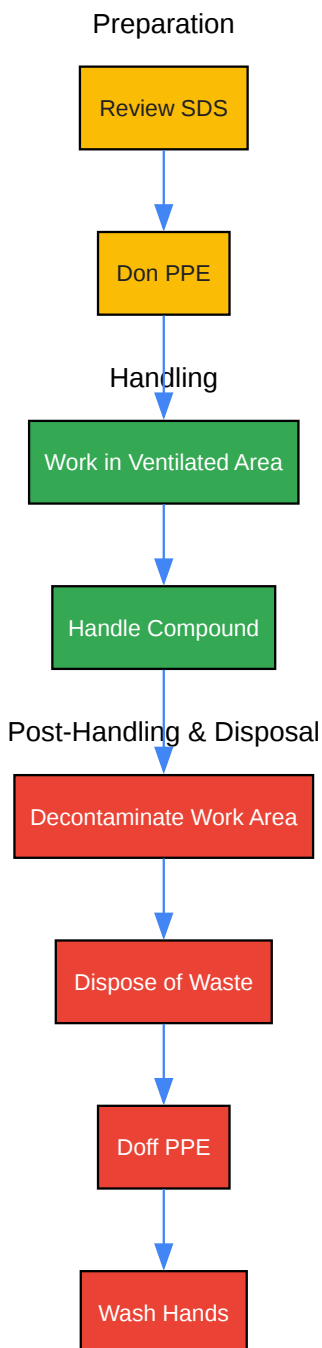 Preparation
Review SDS
Don PPE
Handling
Work in Ventilated Area
Handle Compound
Post-Handling & Disposal
Decontaminate Work Area
Dispose of Waste
Doff PPE
Wash Hands